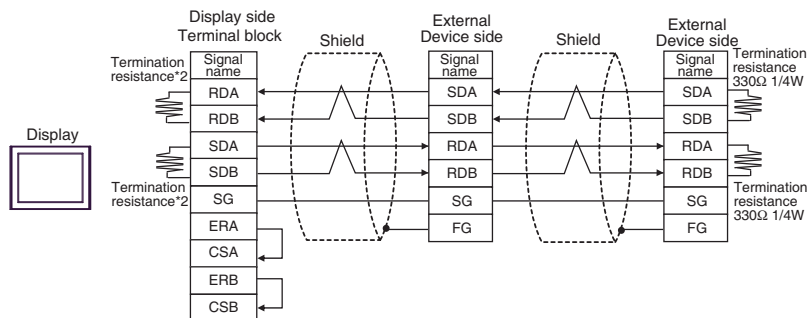 Display side
Terminal block
External
Device side
External
Device side
Shield
Shield
Termination
resistance*2
Termination
resistance
330Ω 1/4W
Signal
name
RDA
RDB
SDA
SDB
SG
ERA
CSA
ERB
CSB
Signal
name
SDA
SDB
RDA
RDB
SG
FG
Signal
name
SDA
SDB
RDA
RDB
SG
FG
Display
Termination
resistance*2
Termination
resistance
330Ω 1/4W